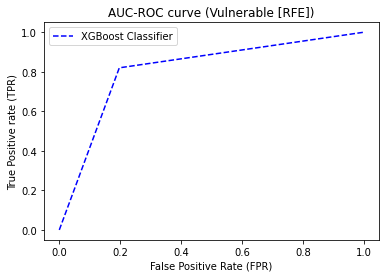 AUC-ROC curve (Vulnerable [RFE])
XGBoost Classifier
True Positive rate (TPR)
1.0
0.8
0.6
0.4
0.2
0.0
0.0 0.2 0.4 0.6 0.8 1.0
False Positive Rate (FPR)